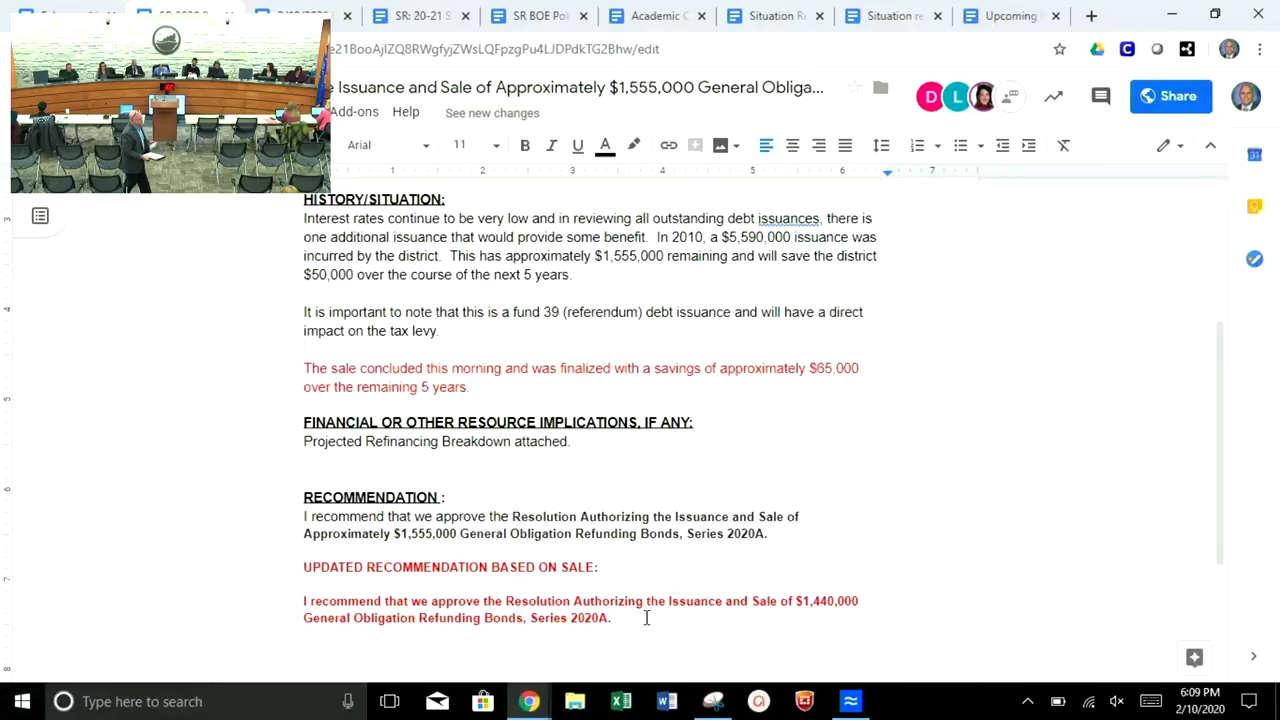 SR: 20-21 S
SR BOE Po
Academic C
Situation R
Situation re
Upcoming
e21BooAjIZQ8RWgfyjZWsLQFpzgPu4LJDPdkTG2Bhw/edit
Issuance and Sale of Approximately $1,555,000 General Obliga...
Share
Add-ons Help See new changes
Arial 11
1 2 3 4 5 6 7
HISTORY/SITUATION:
Interest rates continue to be very low and in reviewing all outstanding debt issuances, there is
one additional issuance that would provide some benefit. In 2010, a $5,590,000 issuance was
incurred by the district. This has approximately $1,555,000 remaining and will save the district
$50,000 over the course of the next 5 years.
It is important to note that this is a fund 39 (referendum) debt issuance and will have a direct
impact on the tax levy.
The sale concluded this morning and was finalized with a savings of approximately $65,000
over the remaining 5 years.
FINANCIAL OR OTHER RESOURCE IMPLICATIONS, IF ANY:
Projected Refinancing Breakdown attached.
RECOMMENDATION :
I recommend that we approve the Resolution Authorizing the Issuance and Sale of
Approximately $1,555,000 General Obligation Refunding Bonds, Series 2020A.
UPDATED RECOMMENDATION BASED ON SALE:
I recommend that we approve the Resolution Authorizing the Issuance and Sale of $1,440,000
General Obligation Refunding Bonds, Series 2020A.
Type here to search
6:09 PM
2/10/2020